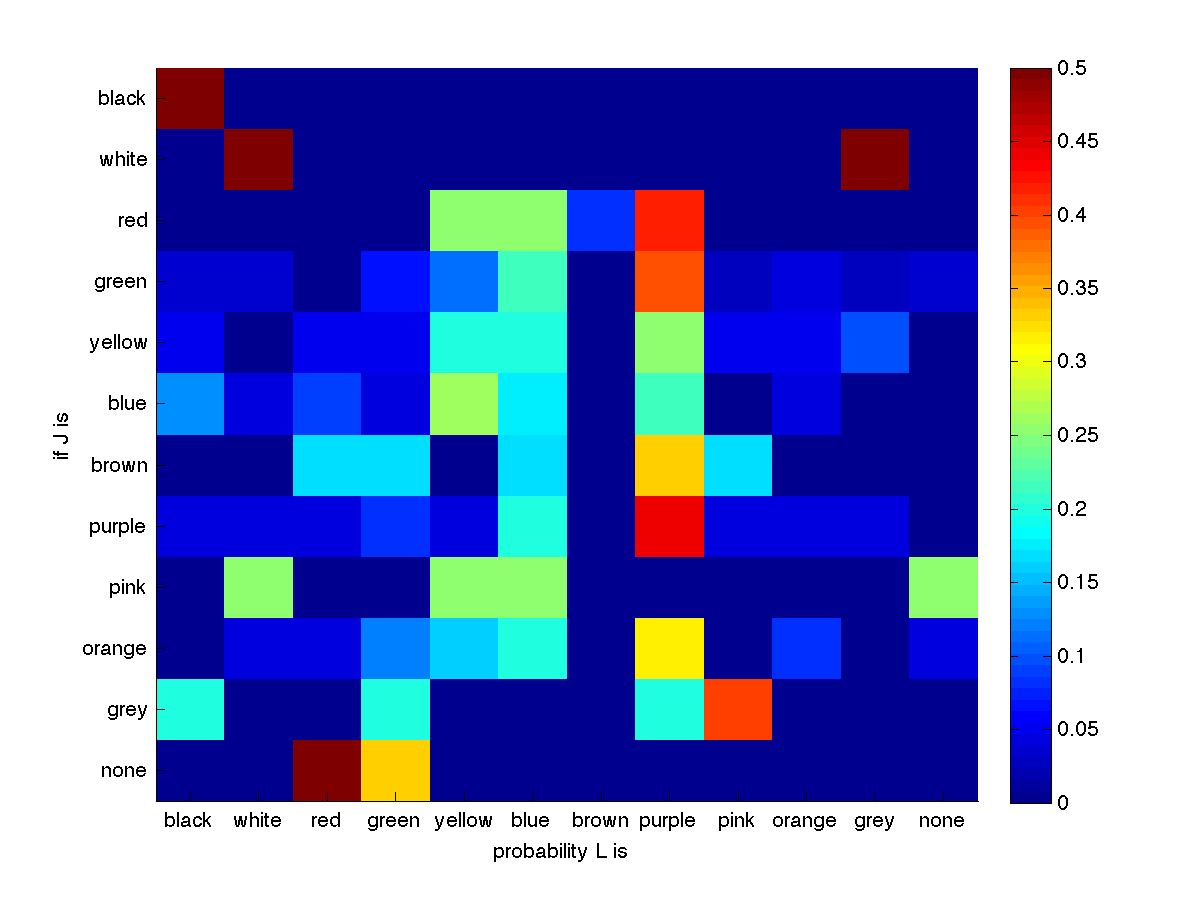 black
white
red
green
yellow
blue
brown
purple
pink
orange
grey
none
if J is
black white red green yellow blue brown purple pink orange grey none
probability L is
0.5
0.45
0.4
0.35
0.3
0.25
0.2
0.15
0.1
0.05
0